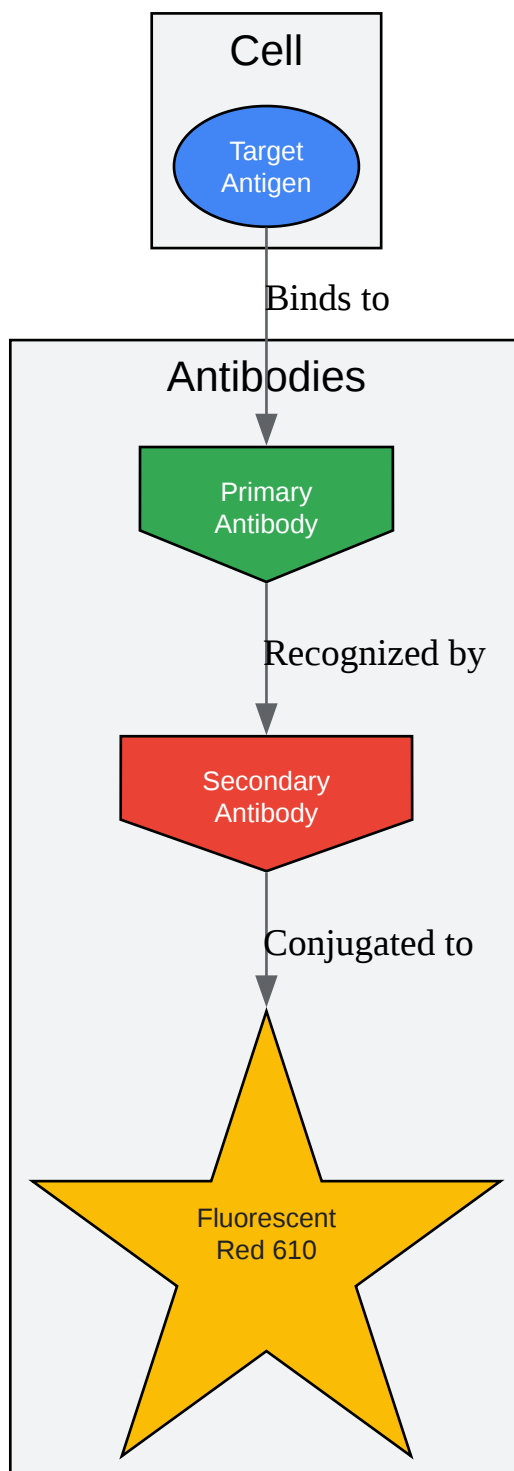 Cell
Target
Antigen
Binds to
Antibodies
Primary
Antibody
Recognized by
Secondary
Antibody
Conjugated to
Fluorescent
Red 610